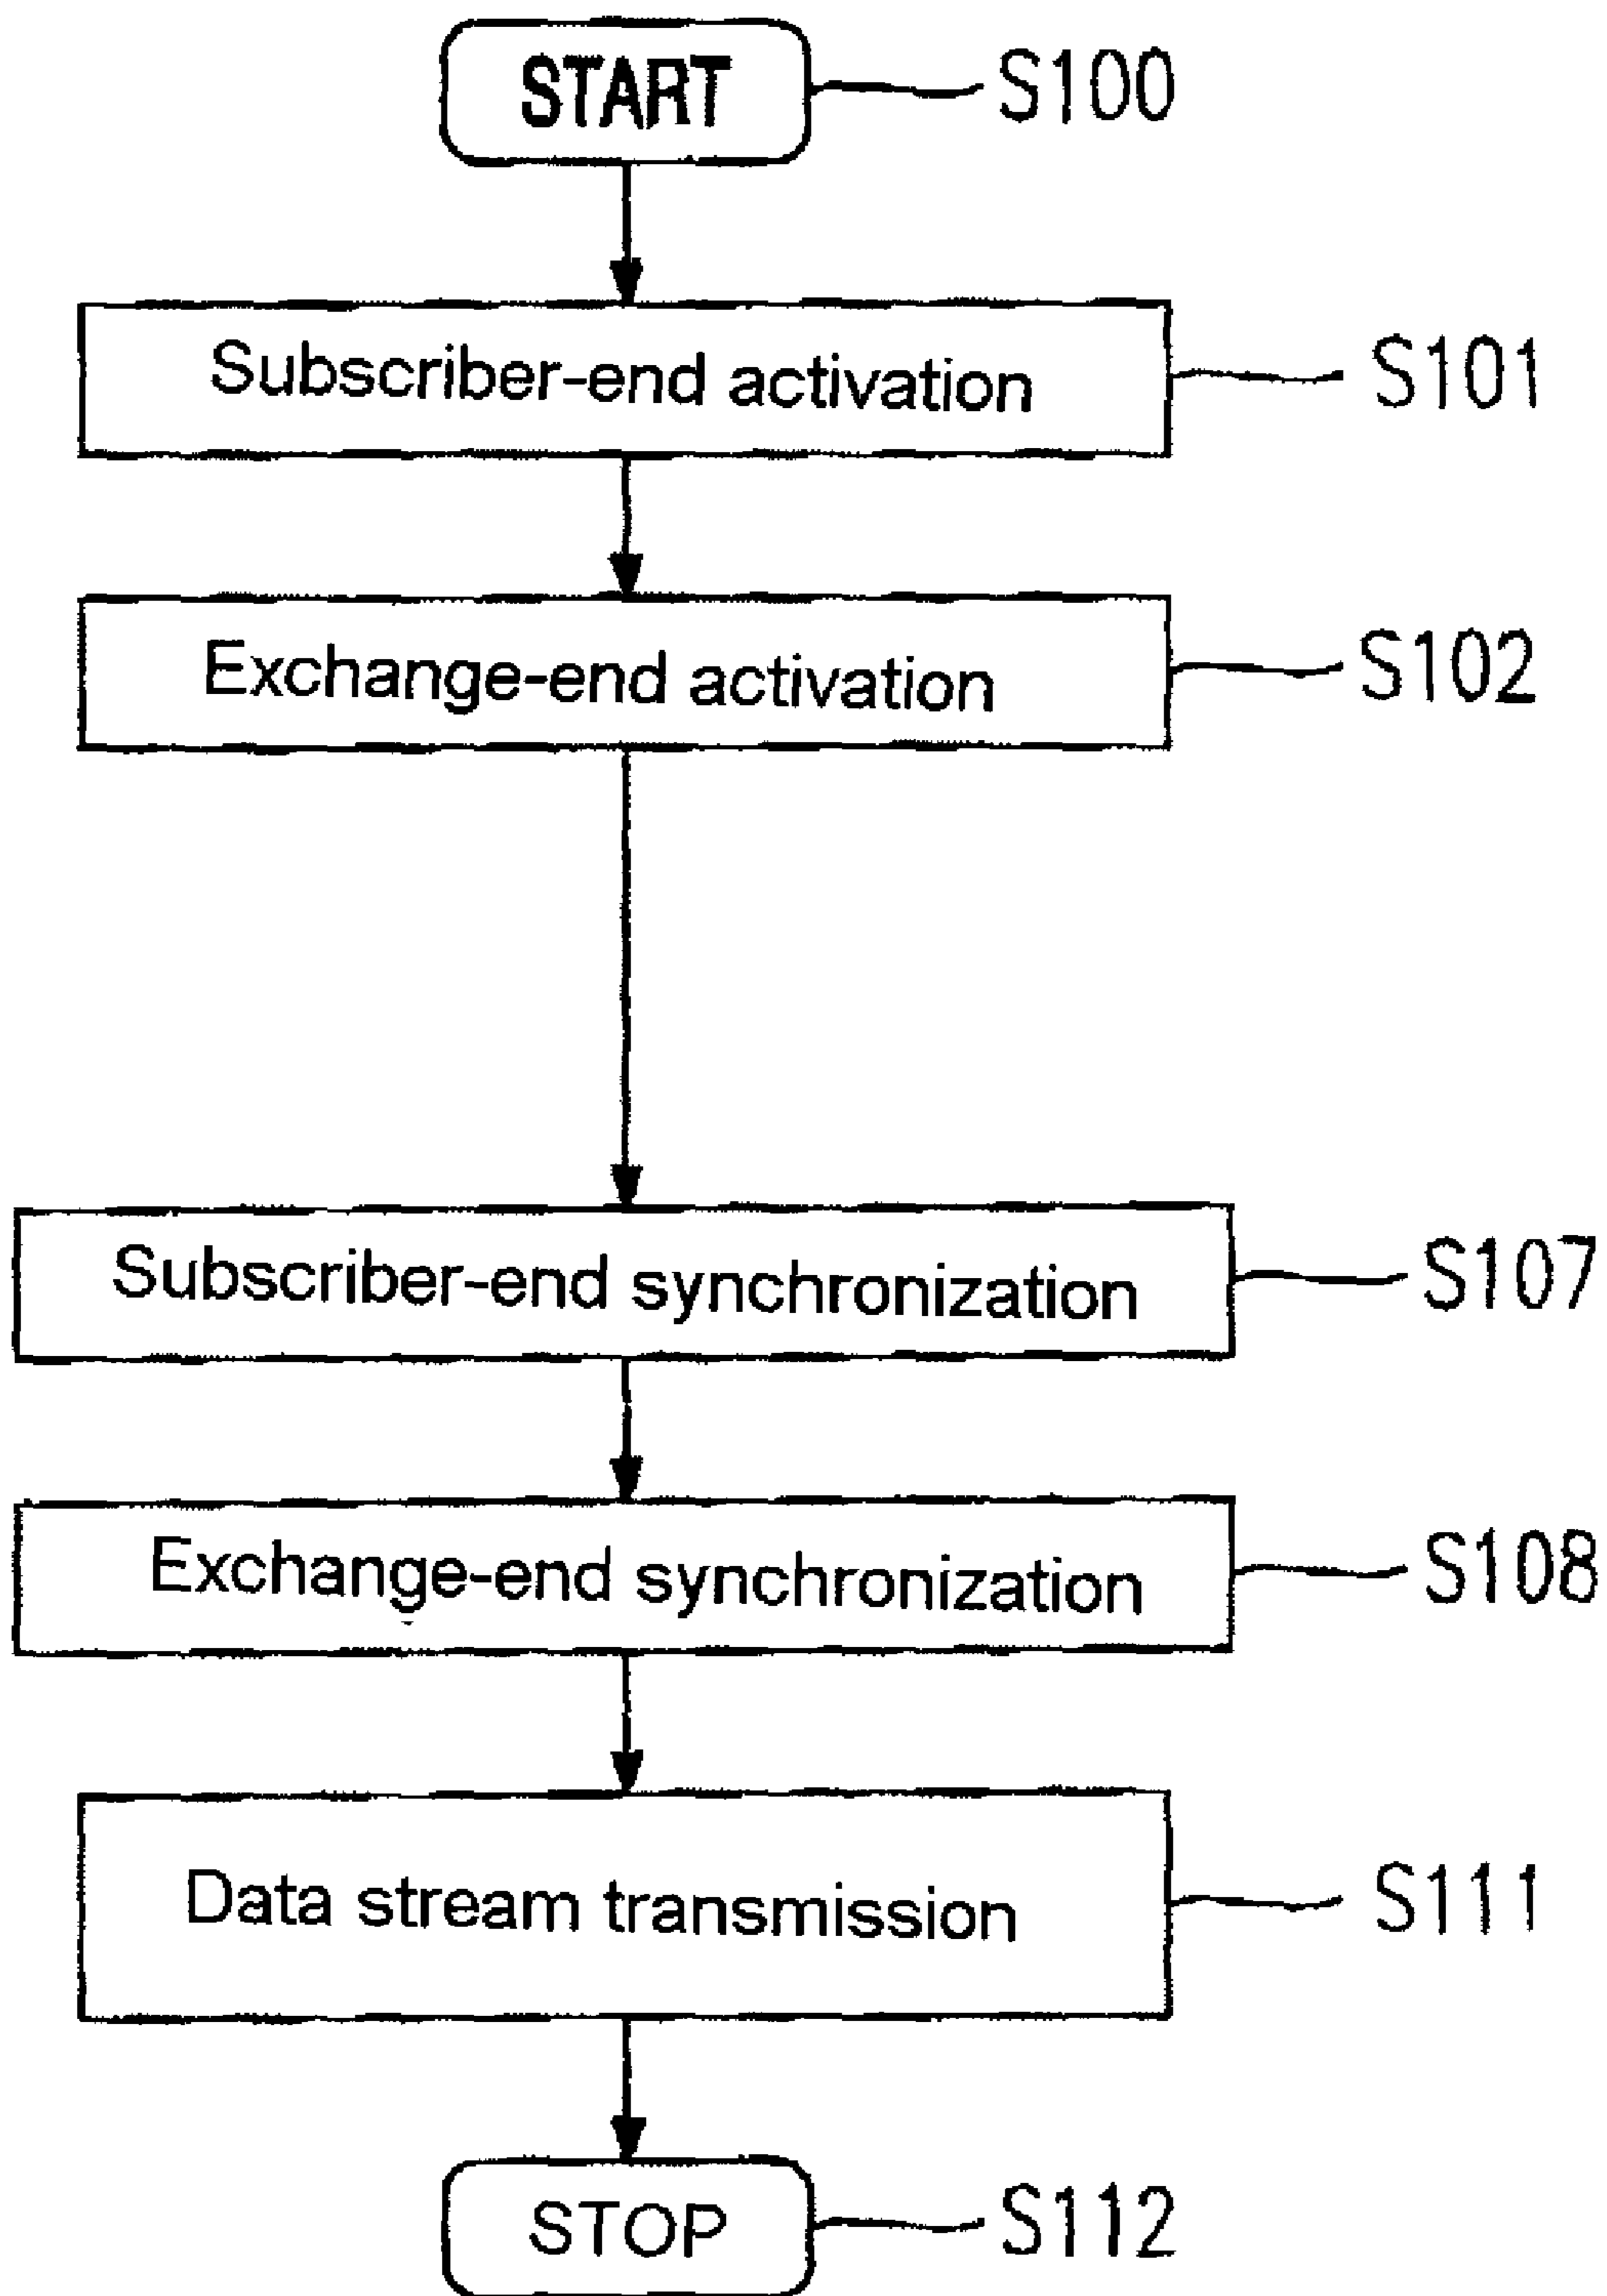 START S100
Subscriber-end activation S101
Exchange-end activation S102
Subscriber-end synchronization S107
Exchange-end synchronization S108
Data stream transmission S111
STOP S112